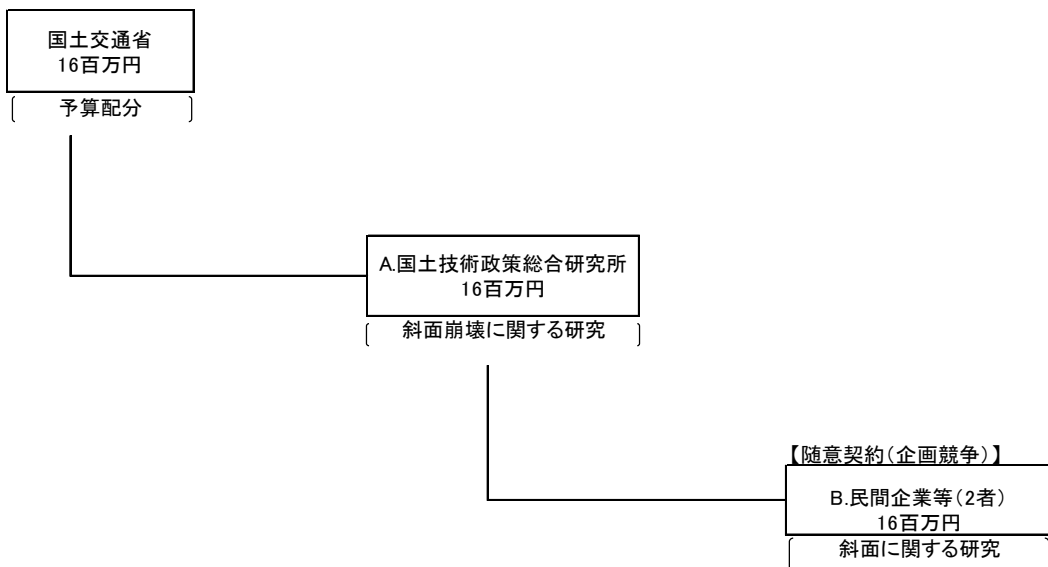 国土交通省
16百万円
予算配分
A.国土技術政策総合研究所
16百万円
斜面崩壊に関する研究
【随意契約(企画競争)】
B.民間企業等(2者)
16百万円
斜面に関する研究